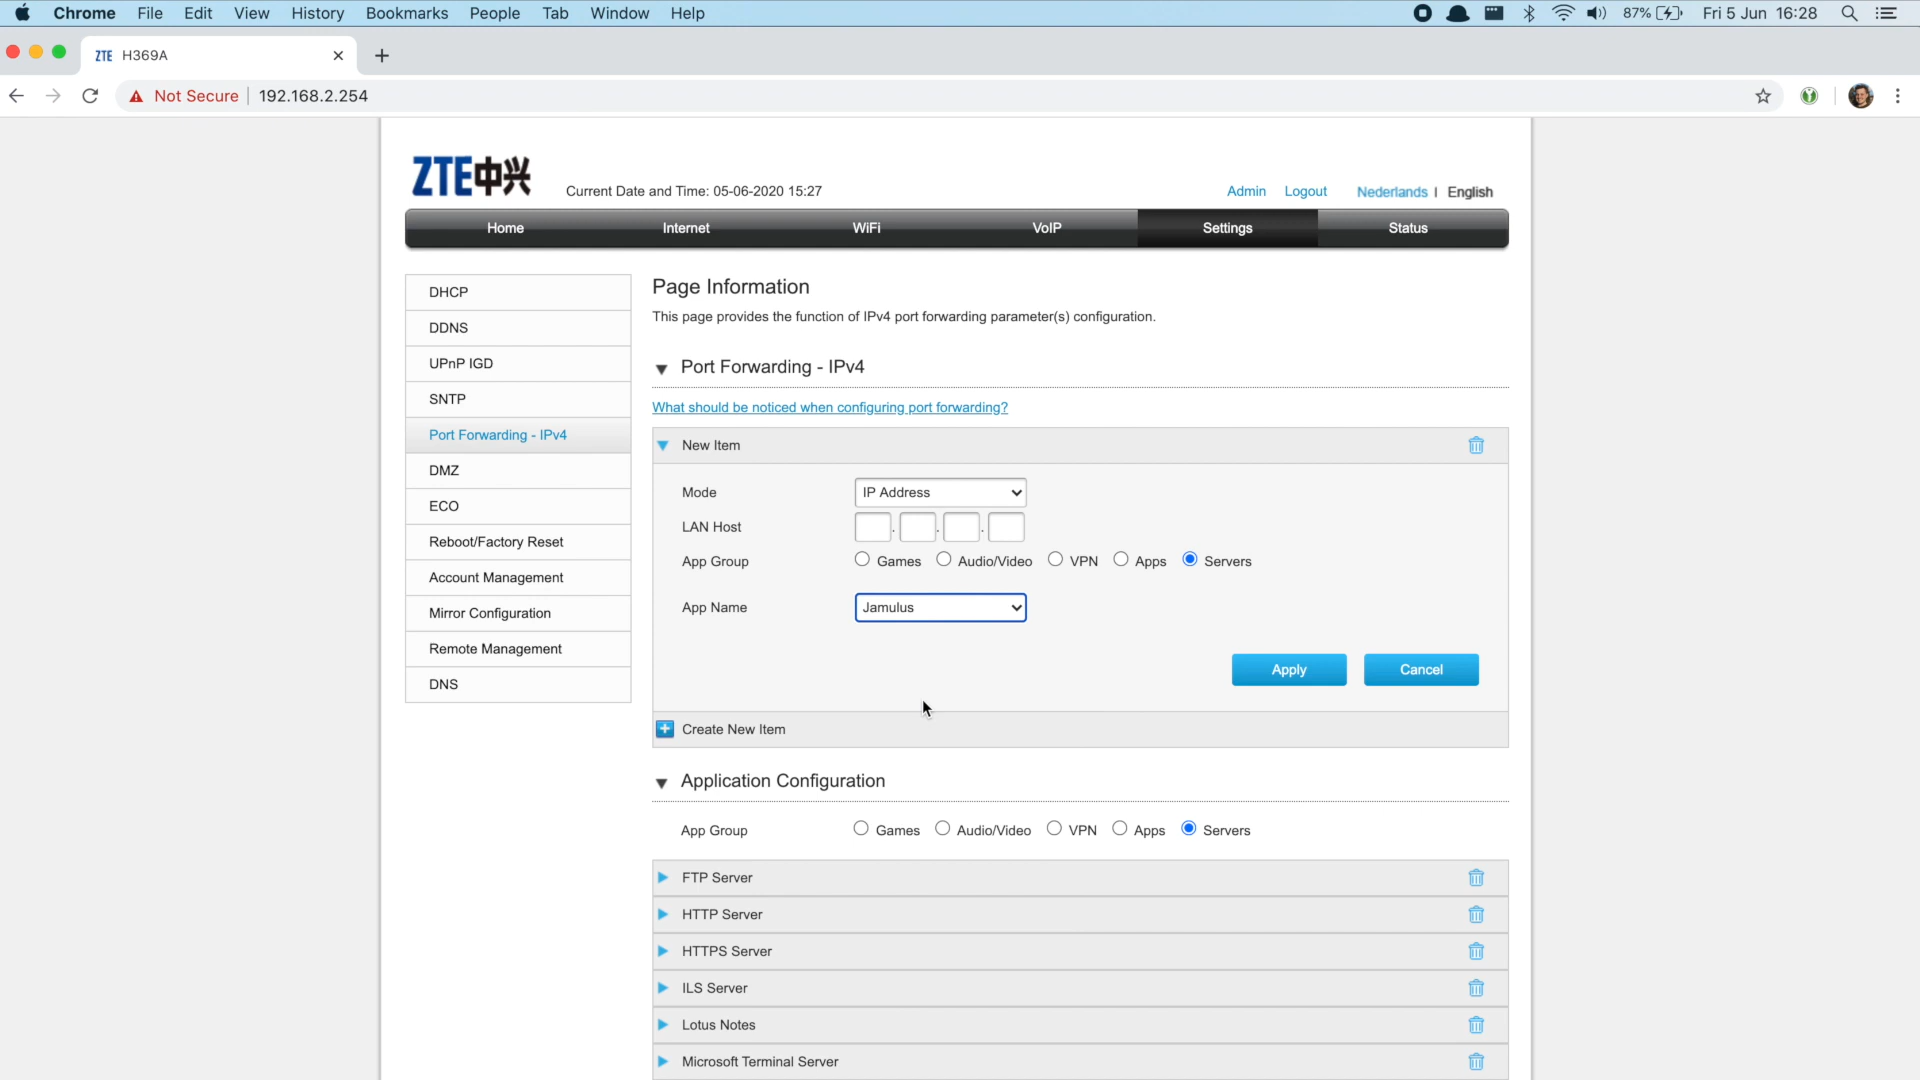 Chrome File Edit View History Bookmarks People Tab Window Help 87% Fri 5 Jun 16:28
ZTE H369A
Not Secure 192.168.2.254
ZTE中兴 Current Date and Time: 05-06-2020 15:27 Admin Logout Nederlands | English
Home Internet WiFi VoIP Settings Status
DHCP
DDNS
UPnP IGD
SNTP
Port Forwarding - IPv4
DMZ
ECO
Reboot/Factory Reset
Account Management
Mirror Configuration
Remote Management
DNS
Page Information
This page provides the function of IPv4 port forwarding parameter(s) configuration.
Port Forwarding - IPv4
What should be noticed when configuring port forwarding?
New Item
Mode IP Address
LAN Host . . .
App Group Games Audio/Video VPN Apps Servers
App Name Jamulus
Apply Cancel
Create New Item
Application Configuration
App Group Games Audio/Video VPN Apps Servers
FTP Server
HTTP Server
HTTPS Server
ILS Server
Lotus Notes
Microsoft Terminal Server